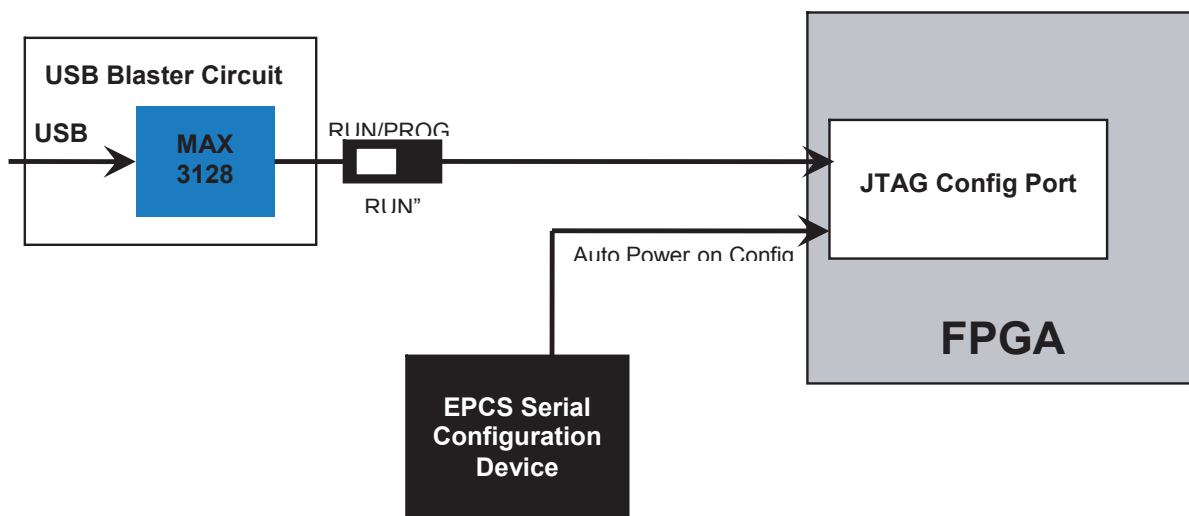 USB Blaster Circuit
USB
MAX
3128
RUN/PROG
RUN”
Auto Power on Config
JTAG Config Port
FPGA
EPCS Serial
Configuration
Device